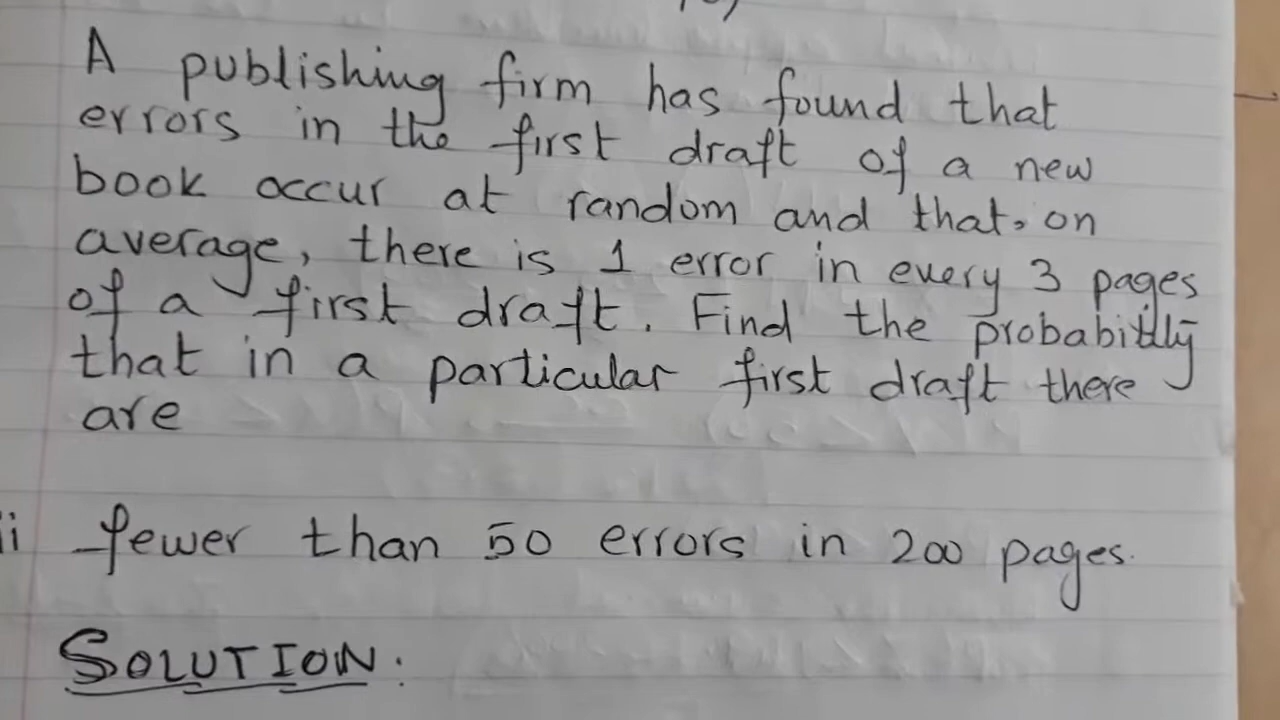 A publishing firm has found that
errors in the first draft of a new
book occur at random and that, on
average, there is 1 error in every 3 pages
of a first draft. Find the probability
that in a particular first draft there
are
ii fewer than 50 errors in 200 pages.
SOLUTION: